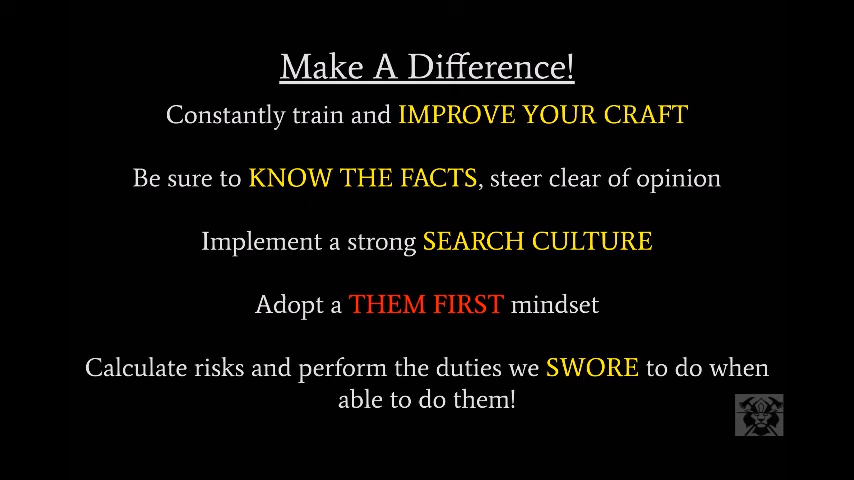 Make A Difference!
Constantly train and IMPROVE YOUR CRAFT
Be sure to KNOW THE FACTS, steer clear of opinion
Implement a strong SEARCH CULTURE
Adopt a THEM FIRST mindset
Calculate risks and perform the duties we SWORE to do when
able to do them!